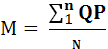 M = ∑₁ⁿ QP
N